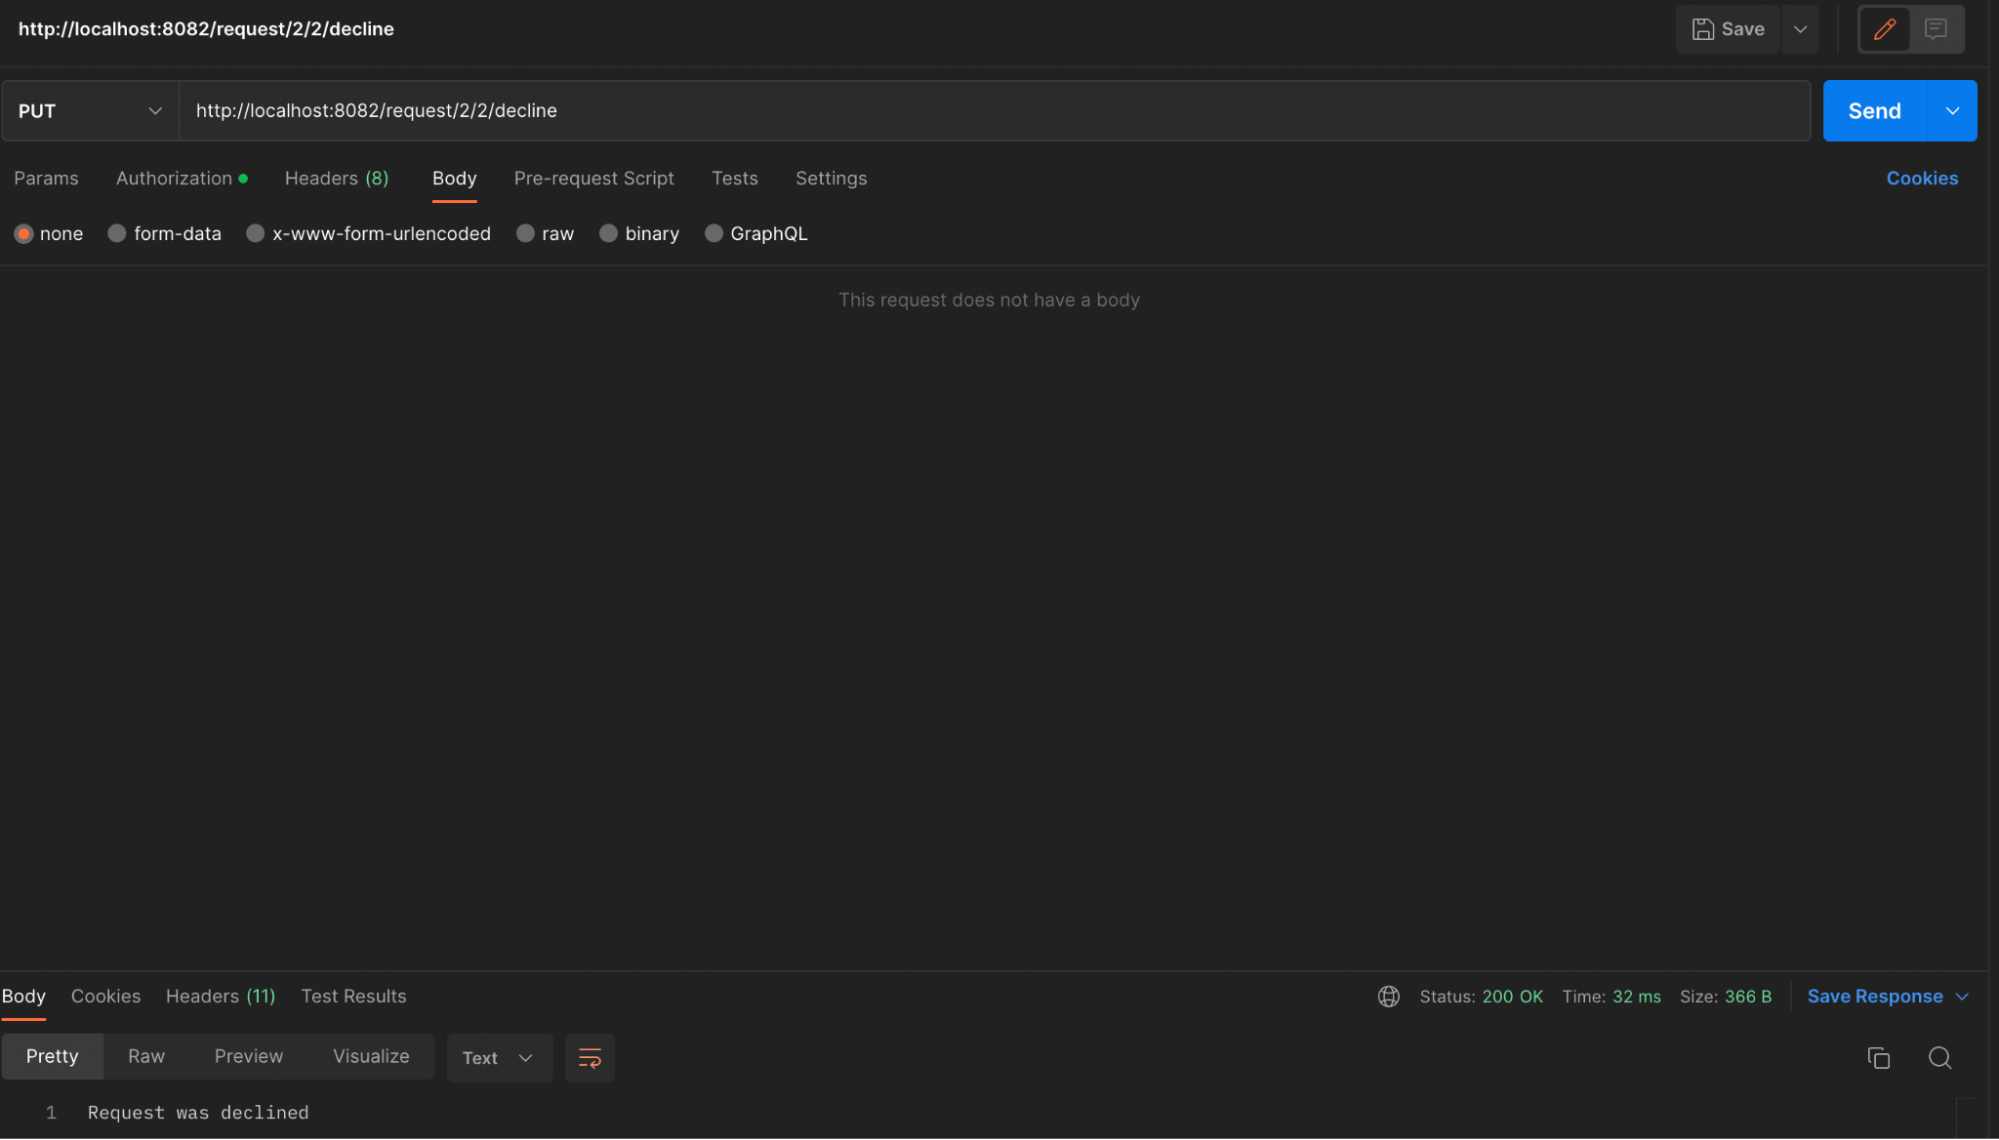 http://localhost:8082/request/2/2/decline
Save
PUT http://localhost:8082/request/2/2/decline Send
Params Authorization Headers (8) Body Pre-request Script Tests Settings Cookies
none form-data x-www-form-urlencoded raw binary GraphQL
This request does not have a body
Body Cookies Headers (11) Test Results Status: 200 OK Time: 32 ms Size: 366 B Save Response
Pretty Raw Preview Visualize Text
1 Request was declined